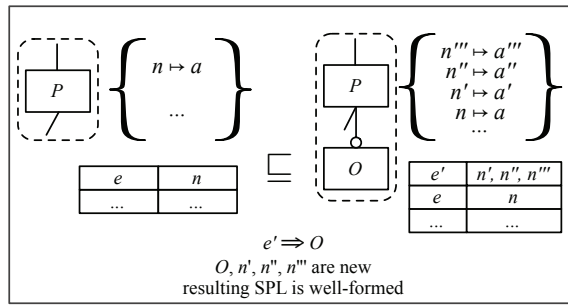 P
n ↦ a
...
e n
... ...
⊑
P
O
n''' ↦ a'''
n'' ↦ a''
n' ↦ a'
n ↦ a
...
e' n', n'', n'''
e n
... ...
e' ⇒ O
O, n', n'', n''' are new
resulting SPL is well-formed